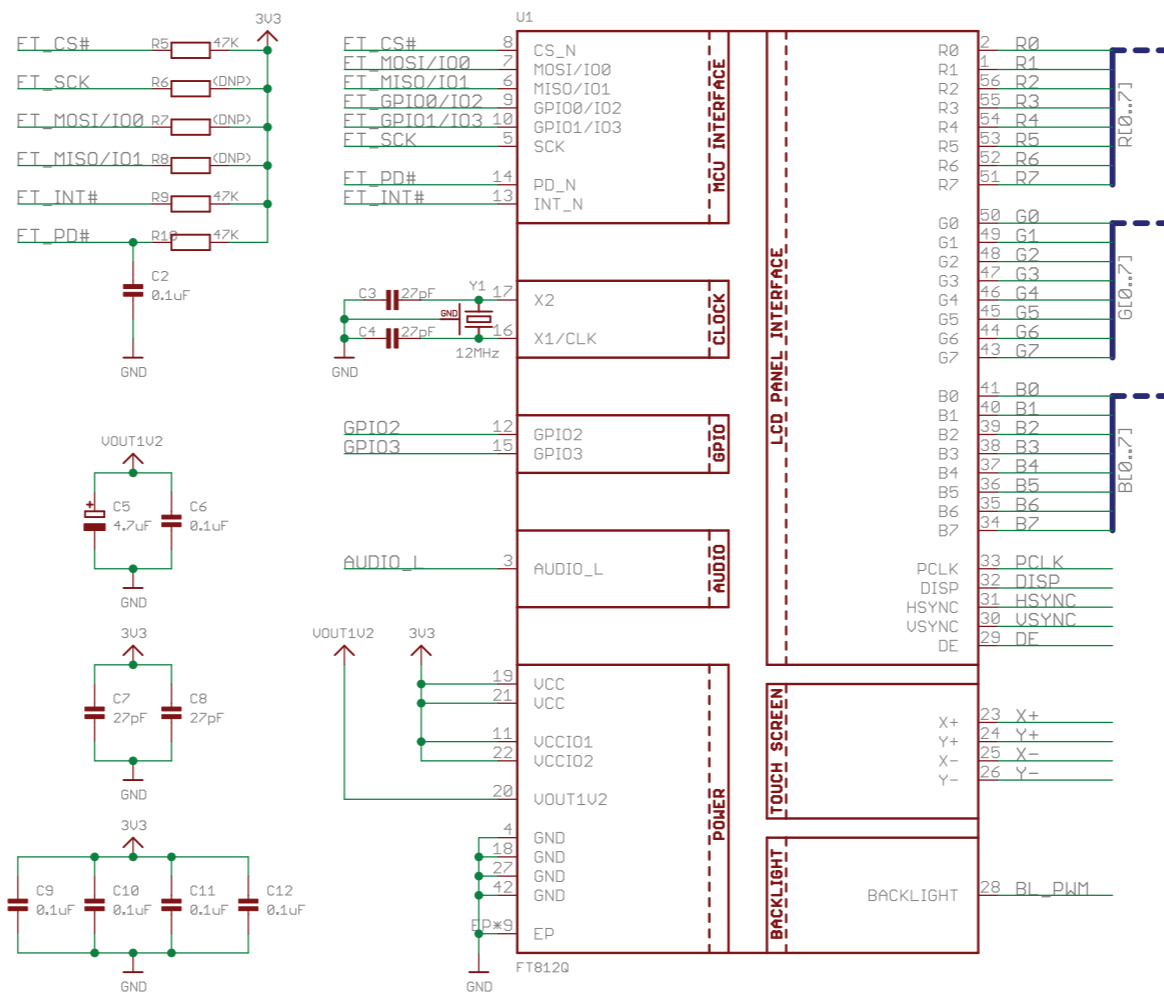 3V3
FT_CS# R5 47K
FT_SCK R6 (DNP)
FT_MOSI/IO0 R7 (DNP)
FT_MISO/IO1 R8 (DNP)
FT_INT# R9 47K
FT_PD# R10 47K
C2
0.1uF
GND
VOUT1V2
C5
4.7uF
C6
0.1uF
GND
3V3
C7
27pF
C8
27pF
GND
3V3
C9
0.1uF
C10
0.1uF
C11
0.1uF
C12
0.1uF
GND
U1
FT_CS# 8 CS_N
FT_MOSI/IO0 7 MOSI/IO0
FT_MISO/IO1 6 MISO/IO1
FT_GPIO0/IO2 9 GPIO0/IO2
FT_GPIO1/IO3 10 GPIO1/IO3
FT_SCK 5 SCK
FT_PD# 14 PD_N
FT_INT# 13 INT_N
MCU INTERFACE
C3 27pF Y1 17 X2
GND
C4 27pF 16 X1/CLK
12MHz
GND
CLOCK
GPIO2 12 GPIO2
GPIO3 15 GPIO3
GPIO
AUDIO_L 3 AUDIO_L
AUDIO
VOUT1V2 3V3
19 VCC
21 VCC
11 VCCIO1
22 VCCIO2
20 VOUT1V2
4 GND
18 GND
27 GND
42 GND
EP*9 EP
POWER
GND
FT812Q
LCD PANEL INTERFACE
R0 2 R0
R1 1 R1
R2 56 R2
R3 55 R3
R4 54 R4
R5 53 R5
R6 52 R6
R7 51 R7
R[0..7]
G0 50 G0
G1 49 G1
G2 48 G2
G3 47 G3
G4 46 G4
G5 45 G5
G6 44 G6
G7 43 G7
G[0..7]
B0 41 B0
B1 40 B1
B2 39 B2
B3 38 B3
B4 37 B4
B5 36 B5
B6 35 B6
B7 34 B7
B[0..7]
PCLK 33 PCLK
DISP 32 DISP
HSYNC 31 HSYNC
VSYNC 30 VSYNC
DE 29 DE
TOUCH SCREEN
X+ 23 X+
Y+ 24 Y+
X- 25 X-
Y- 26 Y-
BACKLIGHT
BACKLIGHT 28 BL_PWM